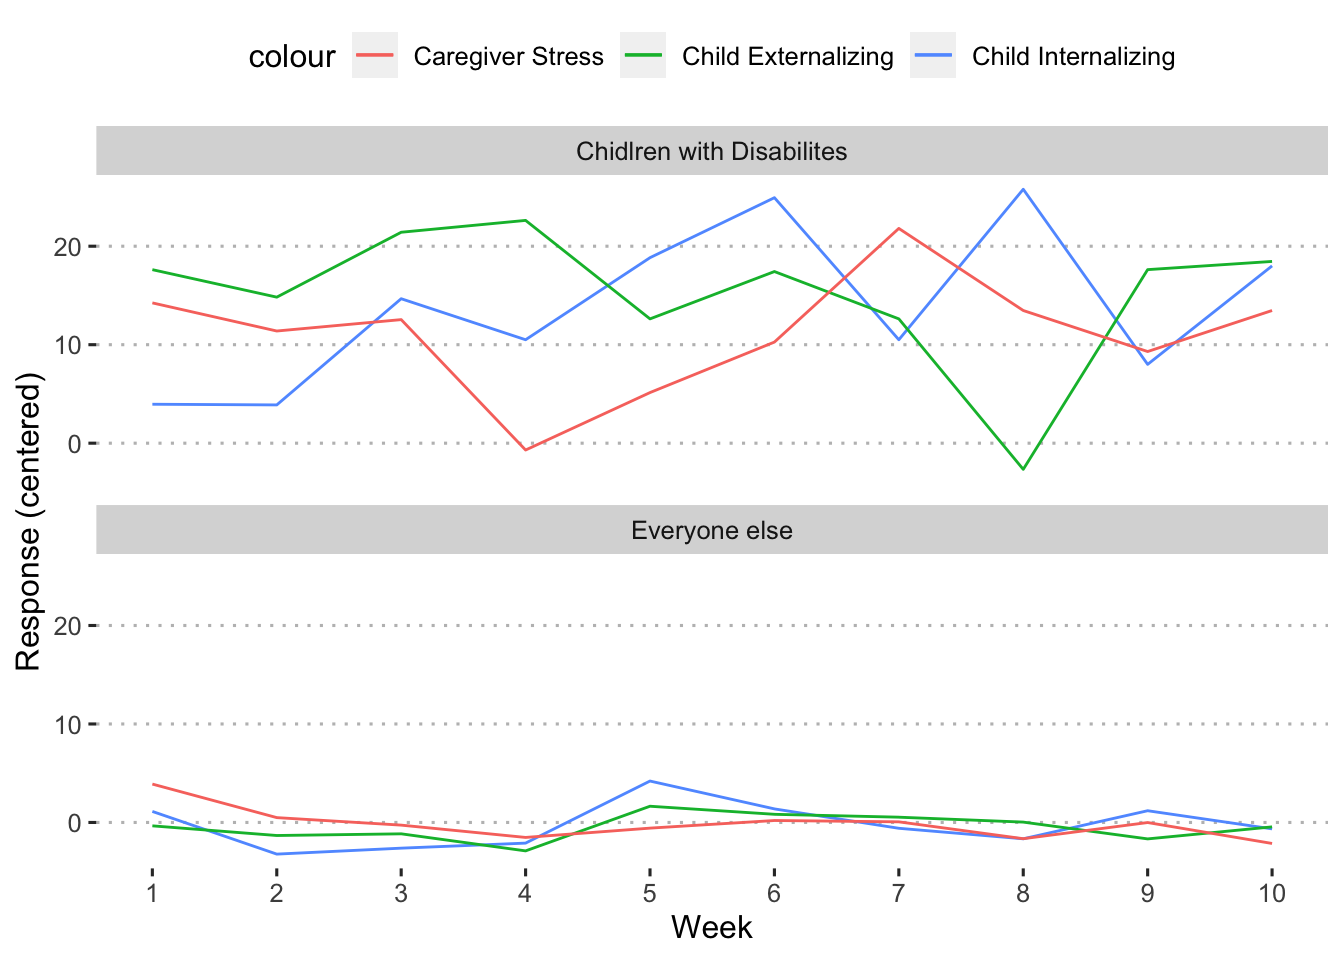 colour Caregiver Stress Child Externalizing Child Internalizing
Chidlren with Disabilites
20
10
0
Response (centered)
Everyone else
20
10
0
1 2 3 4 5 6 7 8 9 10
Week